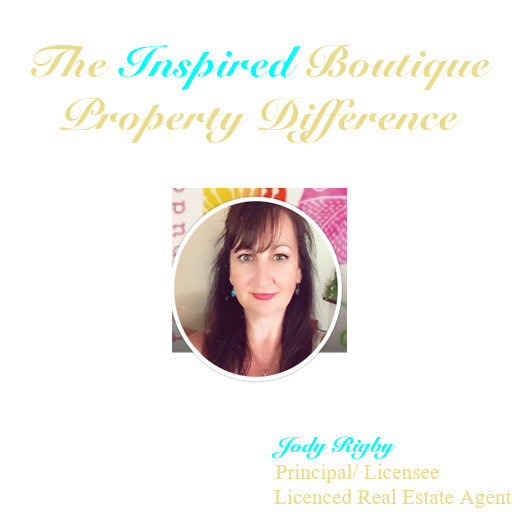 The Inspired Boutique
Property Difference
Jody Rigby
Principal/ Licensee
Licenced Real Estate Agent